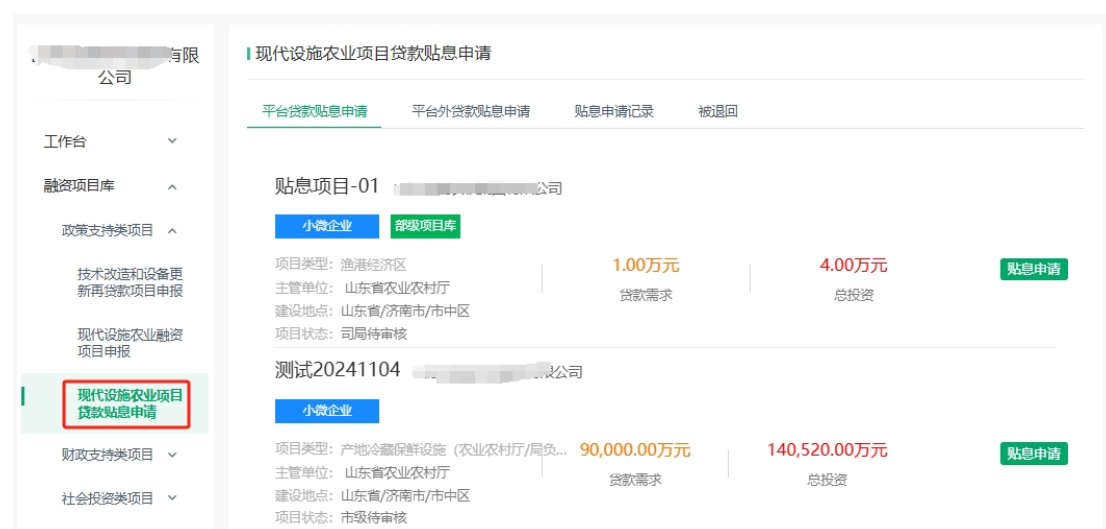 有限
公司
工作台
融资项目库
政策支持类项目
技术改造和设备更
新再贷款项目申报
现代设施农业融资
项目申报
现代设施农业项目
贷款贴息申请
财政支持类项目
社会投资类项目
现代设施农业项目贷款贴息申请
平台贷款贴息申请 平台外贷款贴息申请 贴息申请记录 被退回
贴息项目-01 公司
小微企业 部级项目库
项目类型: 渔港经济区
主管单位: 山东省农业农村厅
建设地点: 山东省/济南市/市中区
项目状态: 司局待审核
1.00万元
贷款需求
4.00万元
总投资
贴息申请
测试20241104 限公司
小微企业
项目类型: 产地冷藏保鲜设施（农业农村厅/局负...
主管单位: 山东省农业农村厅
建设地点: 山东省/济南市/市中区
项目状态: 市级待审核
90,000.00万元
贷款需求
140,520.00万元
总投资
贴息申请